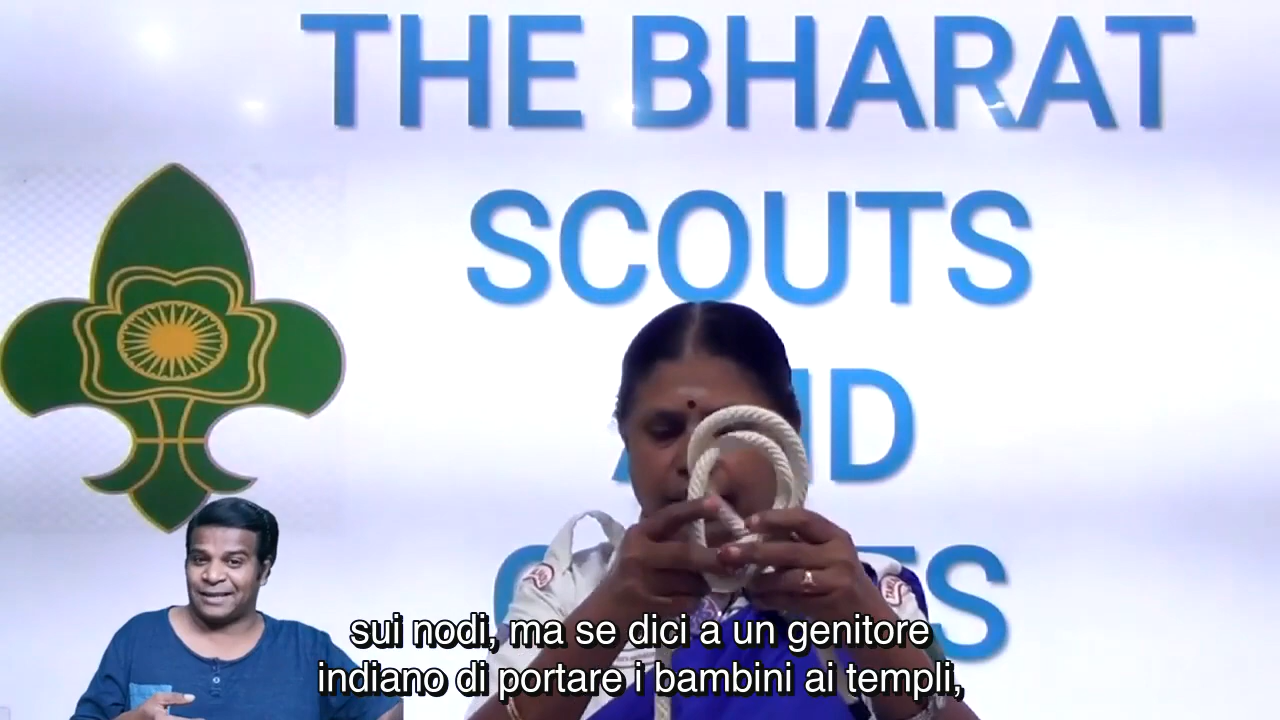 THE BHARAT
SCOUTS
sui nodi, ma se dici a un genitore
indiano di portare i bambini ai templi,